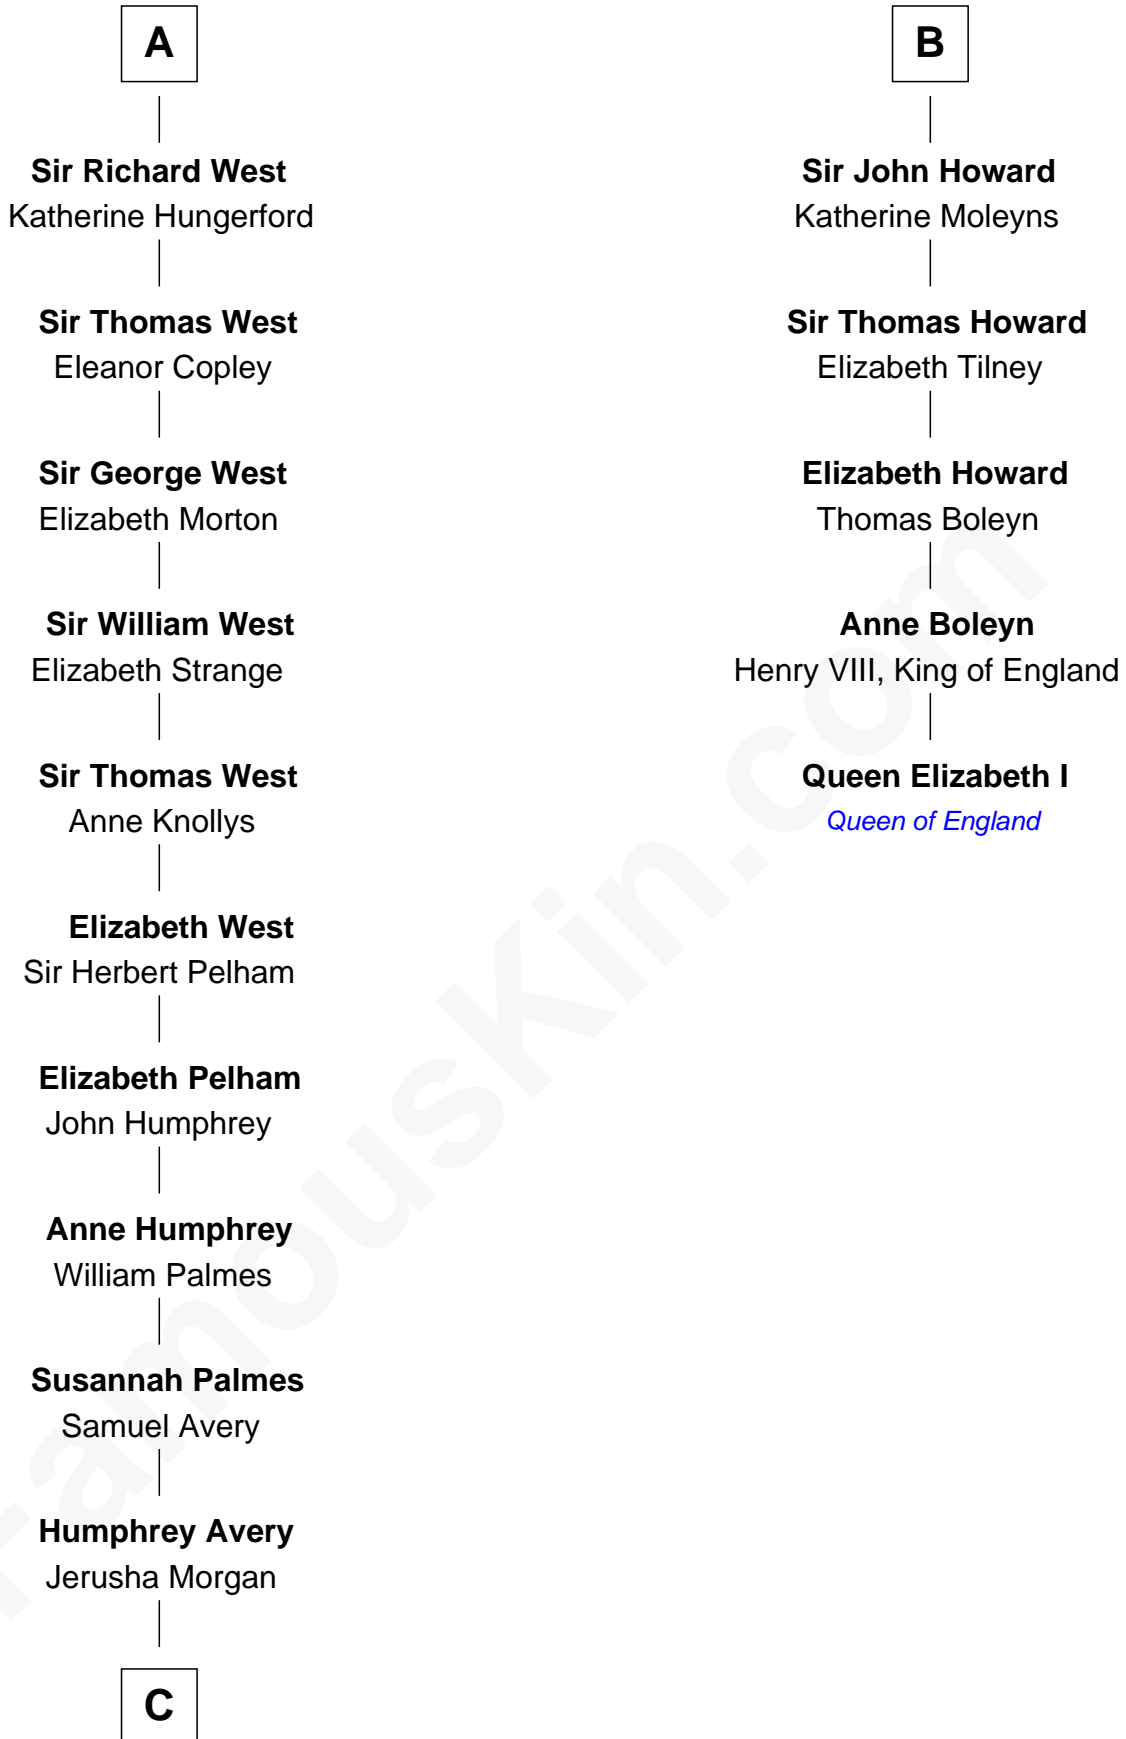 A
Sir Richard West
Katherine Hungerford
Sir Thomas West
Eleanor Copley
Sir George West
Elizabeth Morton
Sir William West
Elizabeth Strange
Sir Thomas West
Anne Knollys
Elizabeth West
Sir Herbert Pelham
Elizabeth Pelham
John Humphrey
Anne Humphrey
William Palmes
Susannah Palmes
Samuel Avery
Humphrey Avery
Jerusha Morgan
C
B
Sir John Howard
Katherine Moleyns
Sir Thomas Howard
Elizabeth Tilney
Elizabeth Howard
Thomas Boleyn
Anne Boleyn
Henry VIII, King of England
Queen Elizabeth I
Queen of England
FamousKin.com